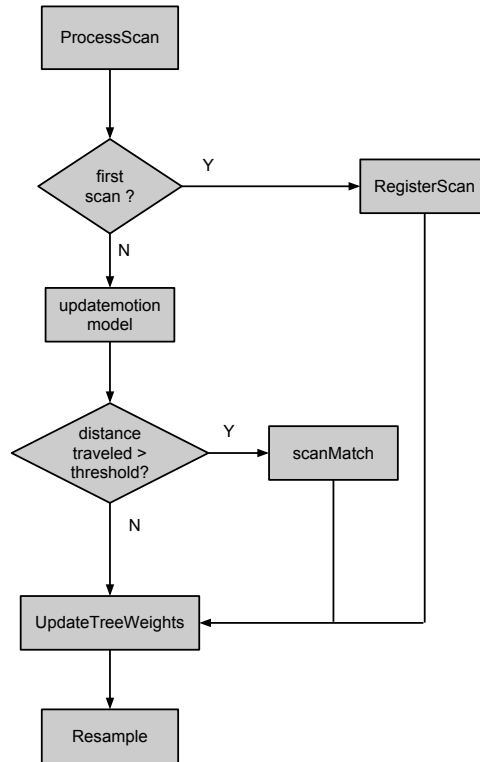 ProcessScan
first
scan ?
Y
RegisterScan
N
updatemotion
model
distance
traveled >
threshold?
Y
scanMatch
N
UpdateTreeWeights
Resample